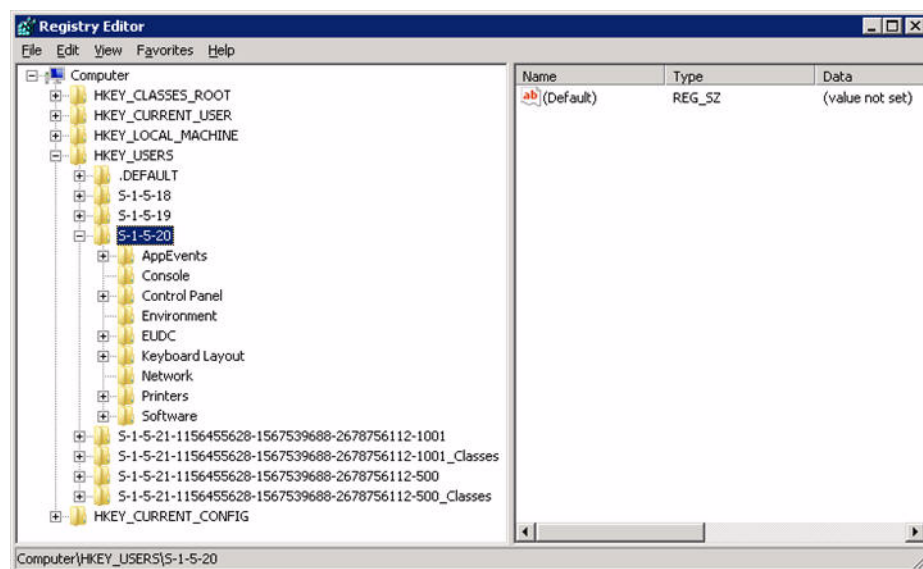 Registry Editor
File Edit View Favorites Help
Computer
HKEY_CLASSES_ROOT
HKEY_CURRENT_USER
HKEY_LOCAL_MACHINE
HKEY_USERS
.DEFAULT
S-1-5-18
S-1-5-19
S-1-5-20
AppEvents
Console
Control Panel
Environment
EUDC
Keyboard Layout
Network
Printers
Software
S-1-5-21-1156455628-1567539688-2678756112-1001
S-1-5-21-1156455628-1567539688-2678756112-1001_Classes
S-1-5-21-1156455628-1567539688-2678756112-500
S-1-5-21-1156455628-1567539688-2678756112-500_Classes
HKEY_CURRENT_CONFIG
Name Type Data
ab (Default) REG_SZ (value not set)
Computer\HKEY_USERS\S-1-5-20